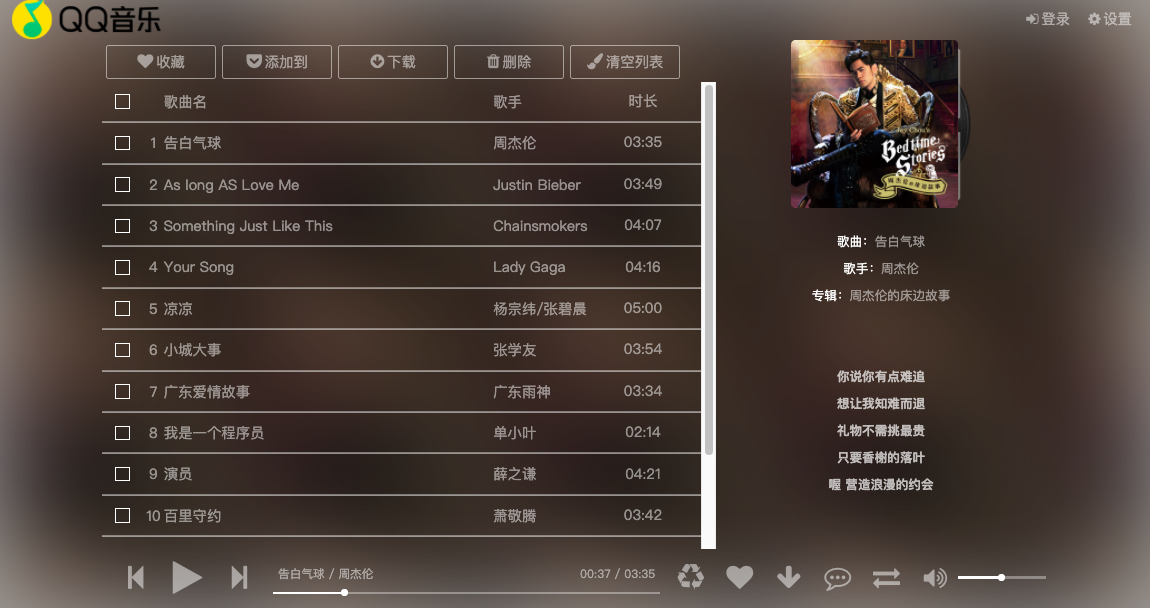 QQ音乐
登录 设置
收藏 添加到 下载 删除 清空列表
歌曲名 歌手 时长
1 告白气球 周杰伦 03:35
2 As long AS Love Me Justin Bieber 03:49
3 Something Just Like This Chainsmokers 04:07
4 Your Song Lady Gaga 04:16
5 凉凉 杨宗纬/张碧晨 05:00
6 小城大事 张学友 03:54
7 广东爱情故事 广东雨神 03:34
8 我是一个程序员 单小叶 02:14
9 演员 薛之谦 04:21
10 百里守约 萧敬腾 03:42
Jay Chou's
Bedtime
Stories
周杰伦的床边故事
歌曲：告白气球
歌手：周杰伦
专辑：周杰伦的床边故事
你说你有点难追
想让我知难而退
礼物不需挑最贵
只要香榭的落叶
喔 营造浪漫的约会
告白气球 / 周杰伦 00:37 / 03:35